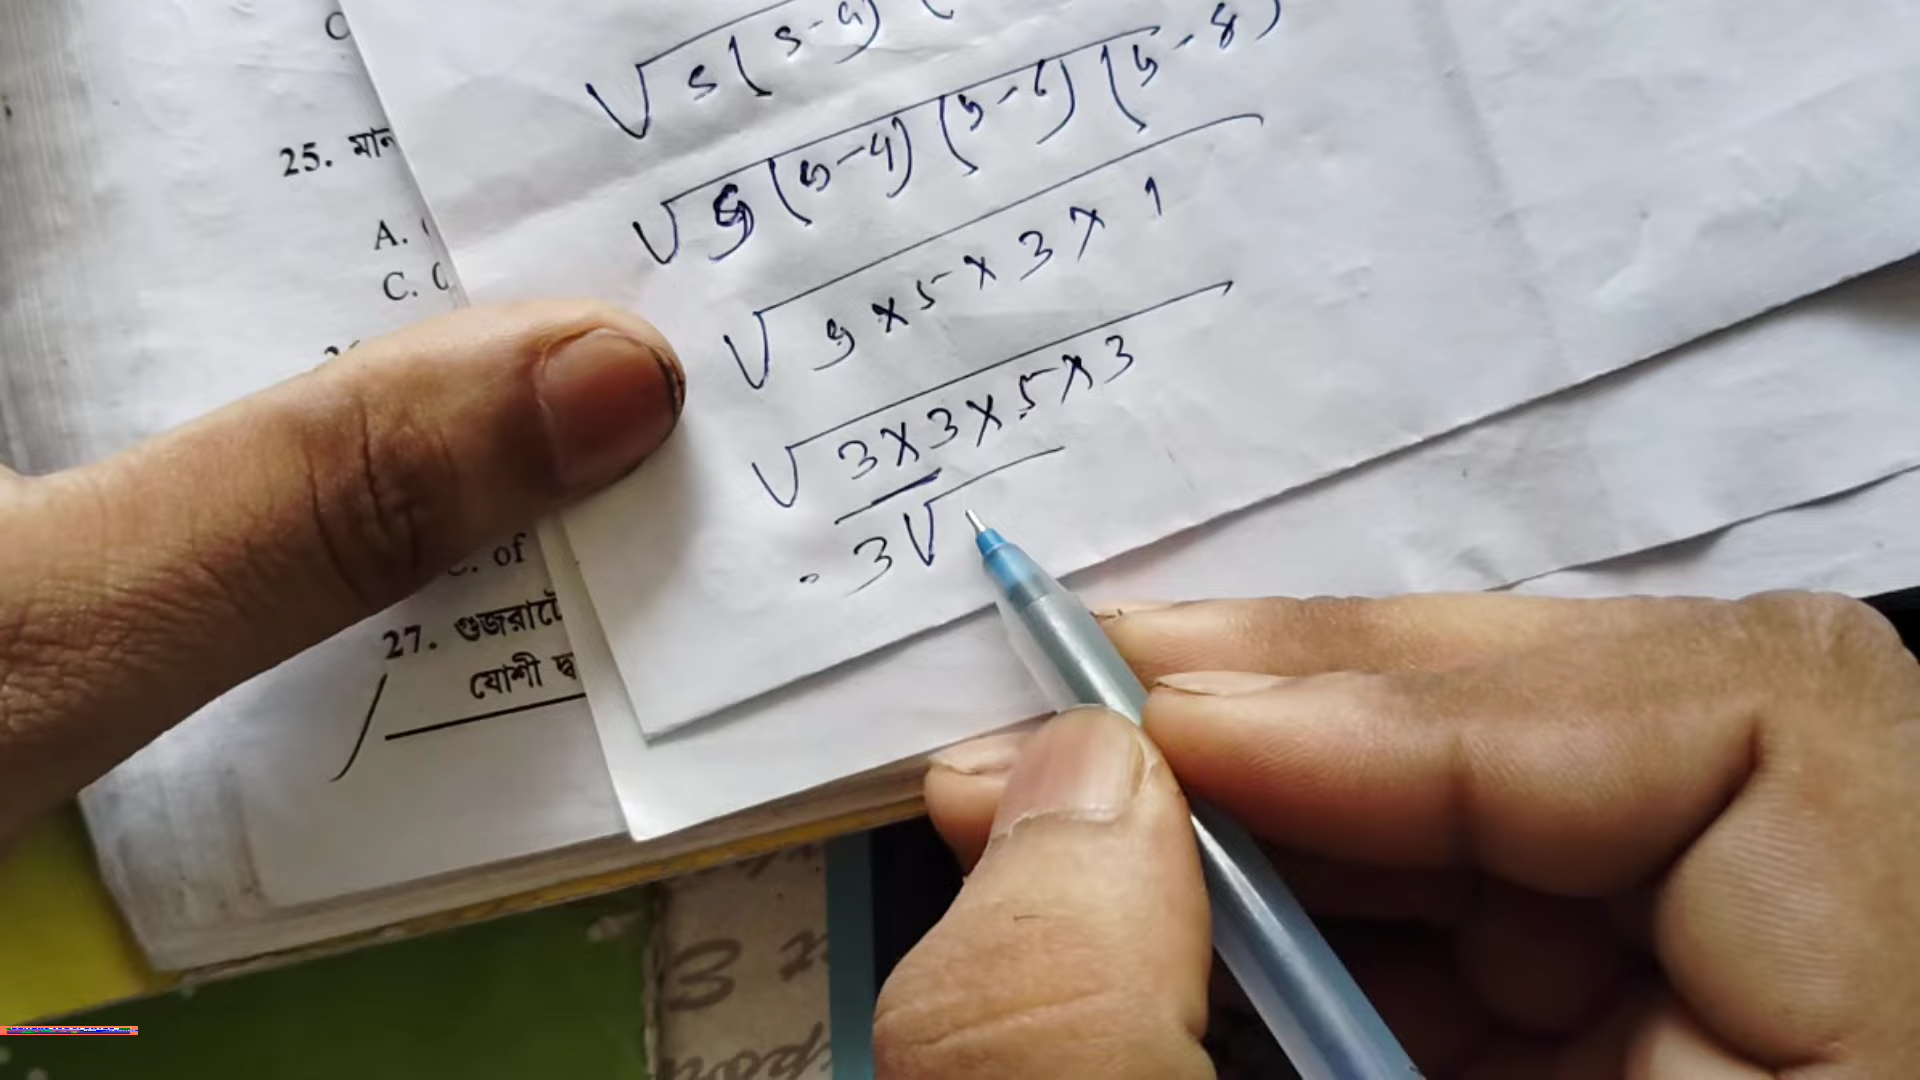 √s(s-a)(
√9(9-4)(9-6)(9-8)
√9×5×3×1
√3×3×5×3
= 3√
C
25. মান
A.
C.
C. of
27. গুজরাটে
যোশী দ্ব
3